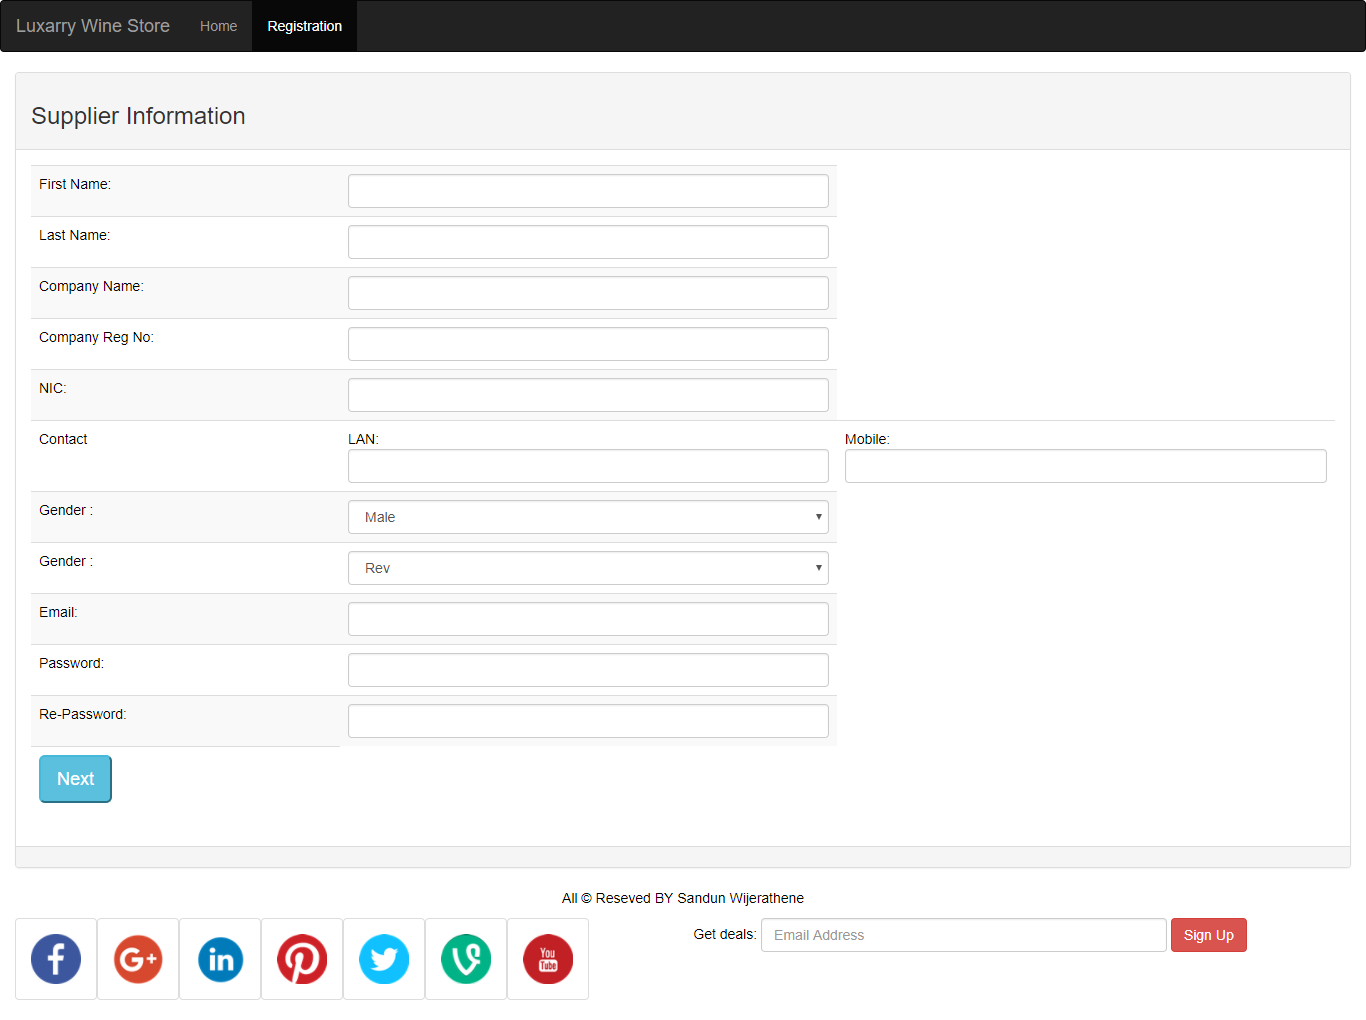 Luxarry Wine Store Home Registration
Supplier Information
First Name:
Last Name:
Company Name:
Company Reg No:
NIC:
Contact LAN: Mobile:
Gender : Male
Gender : Rev
Email:
Password:
Re-Password:
Next
All © Reseved BY Sandun Wijerathene
Get deals: Email Address Sign Up
f G+ in You Tube